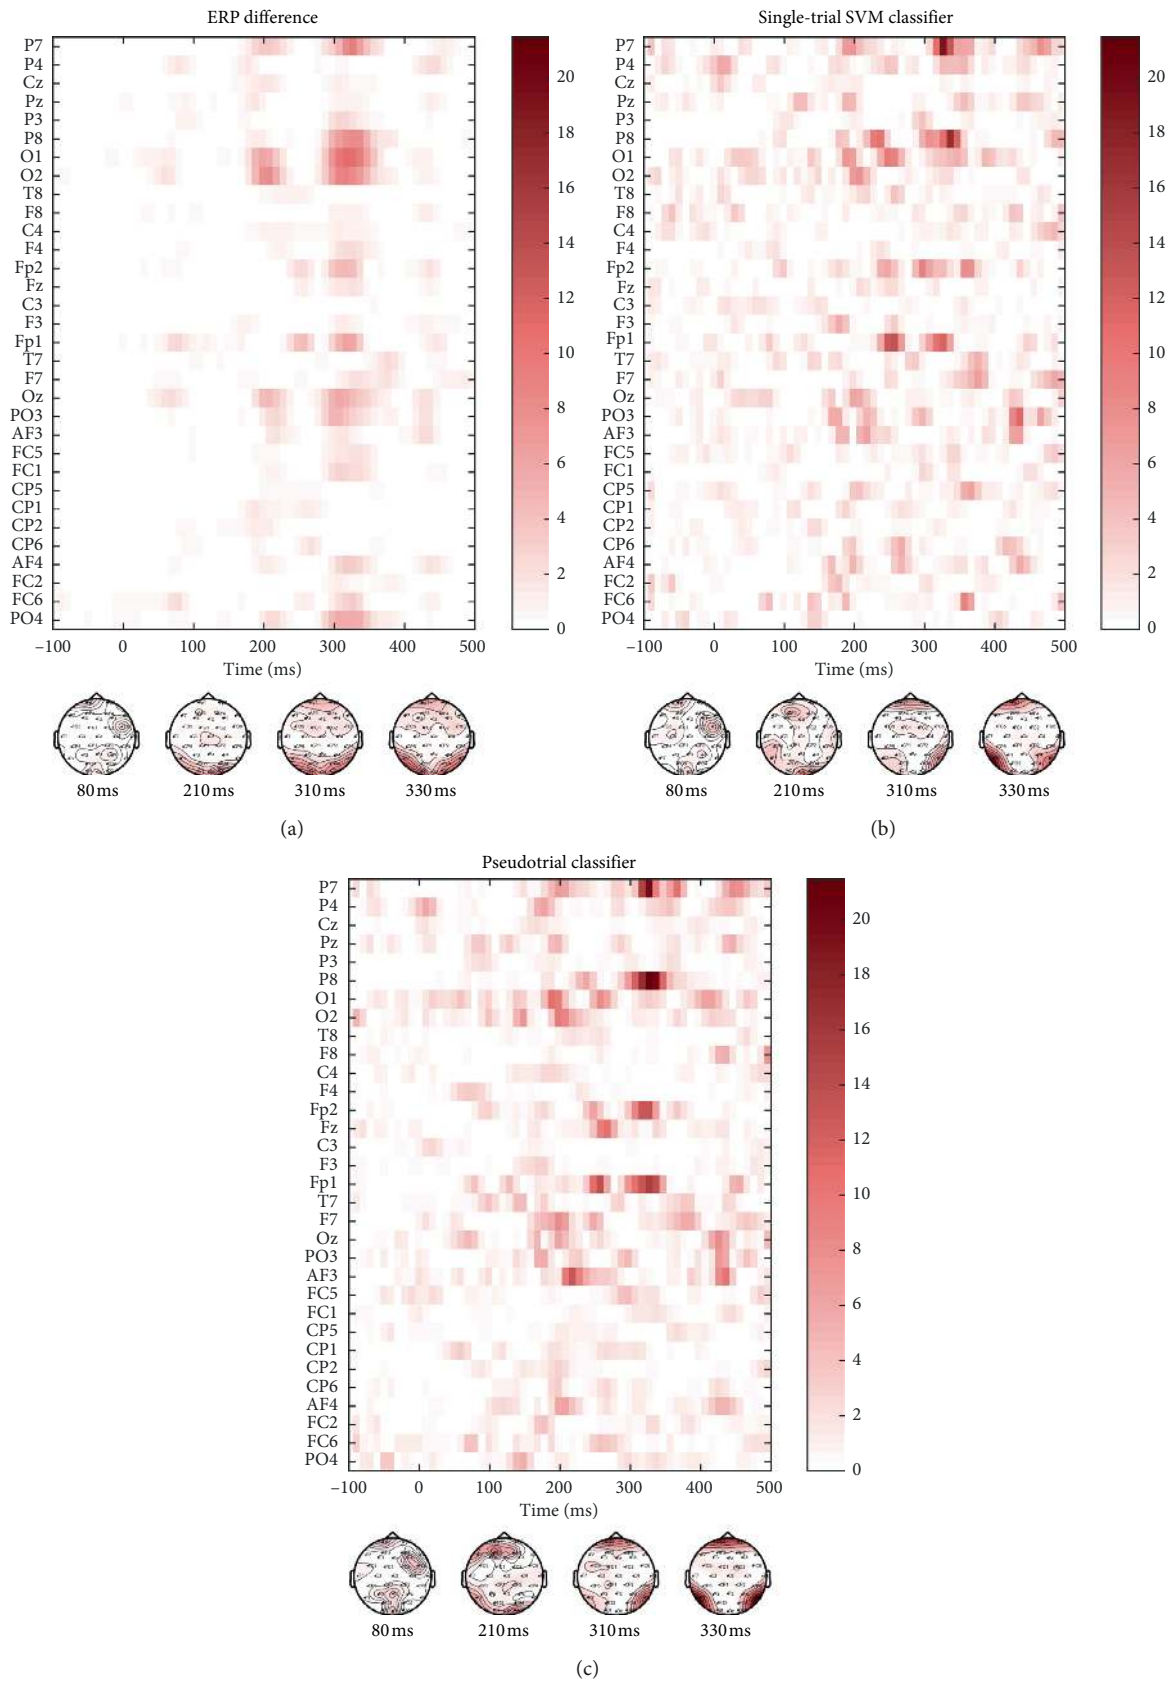 ERP difference
P7
P4
Cz
Pz
P3
P8
O1
O2
T8
F8
C4
F4
Fp2
Fz
C3
F3
Fp1
T7
F7
Oz
PO3
AF3
FC5
FC1
CP5
CP1
CP2
CP6
AF4
FC2
FC6
PO4
–100 0 100 200 300 400 500
Time (ms)
20
18
16
14
12
10
8
6
4
2
0
80 ms 210 ms 310 ms 330 ms
(a)
Single-trial SVM classifier
P7
P4
Cz
Pz
P3
P8
O1
O2
T8
F8
C4
F4
Fp2
Fz
C3
F3
Fp1
T7
F7
Oz
PO3
AF3
FC5
FC1
CP5
CP1
CP2
CP6
AF4
FC2
FC6
PO4
–100 0 100 200 300 400 500
Time (ms)
20
18
16
14
12
10
8
6
4
2
0
80 ms 210 ms 310 ms 330 ms
(b)
Pseudotrial classifier
P7
P4
Cz
Pz
P3
P8
O1
O2
T8
F8
C4
F4
Fp2
Fz
C3
F3
Fp1
T7
F7
Oz
PO3
AF3
FC5
FC1
CP5
CP1
CP2
CP6
AF4
FC2
FC6
PO4
–100 0 100 200 300 400 500
Time (ms)
20
18
16
14
12
10
8
6
4
2
0
80 ms 210 ms 310 ms 330 ms
(c)